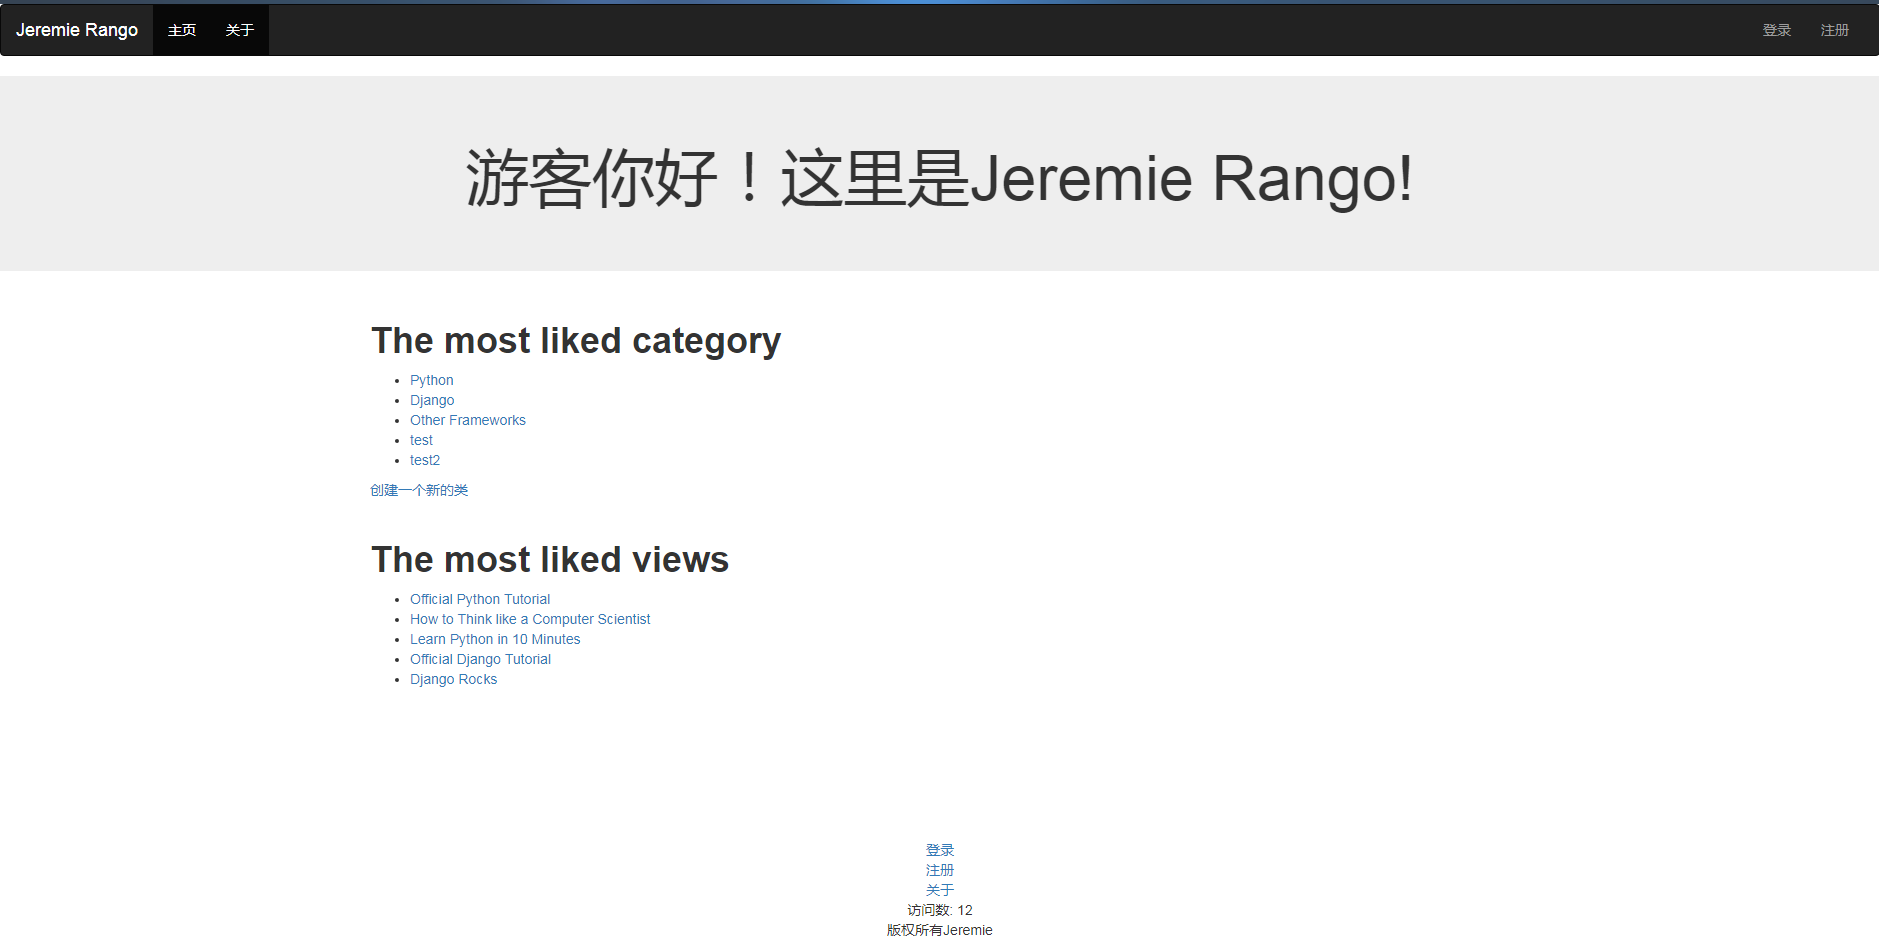 Jeremie Rango 主页 关于 登录 注册
游客你好！这里是Jeremie Rango!
The most liked category
Python
Django
Other Frameworks
test
test2
创建一个新的类
The most liked views
Official Python Tutorial
How to Think like a Computer Scientist
Learn Python in 10 Minutes
Official Django Tutorial
Django Rocks
登录
注册
关于
访问数: 12
版权所有Jeremie